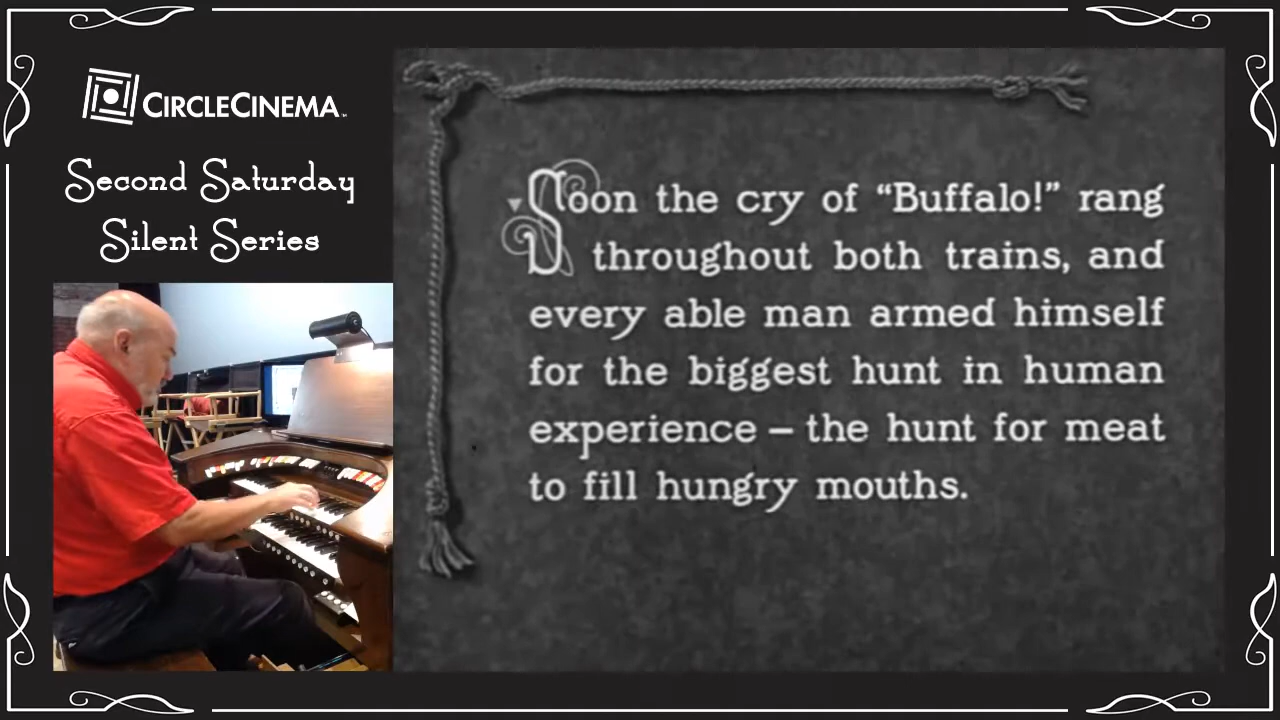 CIRCLECINEMA™
Second Saturday
Silent Series
Soon the cry of “Buffalo!” rang
throughout both trains, and
every able man armed himself
for the biggest hunt in human
experience – the hunt for meat
to fill hungry mouths.